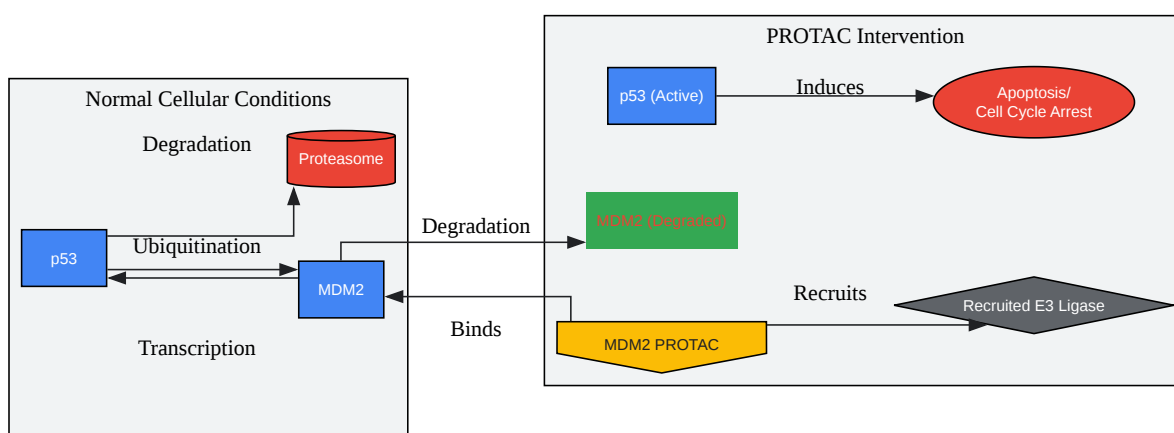 PROTAC Intervention
p53 (Active)
Induces
Apoptosis/
Cell Cycle Arrest
Normal Cellular Conditions
Degradation
Proteasome
p53
Ubiquitination
MDM2
Transcription
Degradation
MDM2 (Degraded)
Binds
MDM2 PROTAC
Recruits
Recruited E3 Ligase